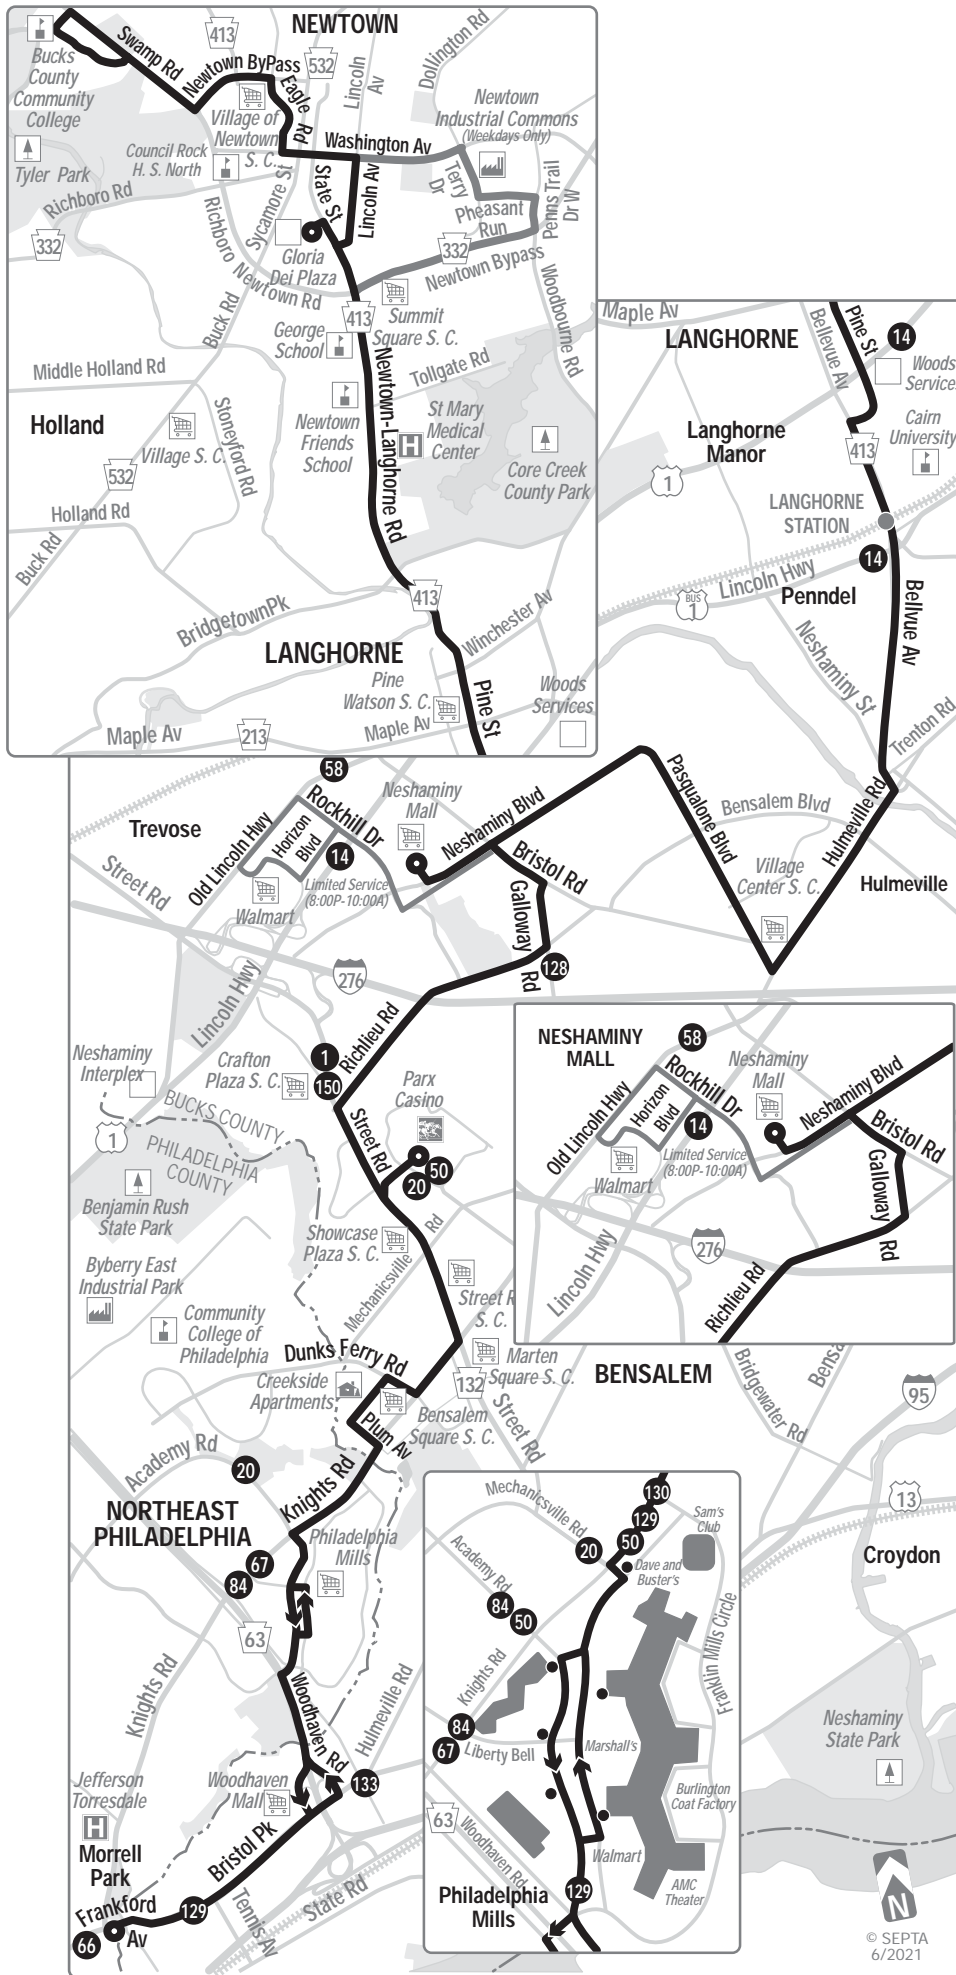 NEWTOWN
413
532
Swamp Rd
Newtown ByPass
Eagle Rd
Lincoln Av
Dollington Rd
Bucks
County
Community
College
Village of
Newtown
S. C.
Newtown
Industrial Commons
(Weekdays Only)
Washington Av
Tyler Park
Council Rock
H. S. North
Richboro Rd
332
Sycamore St
State St
Lincoln Av
Terry Dr
Pheasant
Run
Penns Trail
Dr W
332
Newtown Bypass
Gloria
Dei Plaza
Richboro Newtown Rd
Buck Rd
413
Summit
Square S. C.
George
School
Woodbourne Rd
Tollgate Rd
Middle Holland Rd
Holland
Village S. C.
Stoneyford Rd
532
Newtown
Friends
School
Newtown-Langhorne Rd
St Mary
Medical
Center
Core Creek
County Park
Holland Rd
Buck Rd
413
Bridgetown Pk
Winchester Av
LANGHORNE
Pine
Watson S. C.
Pine St
Woods
Services
Maple Av
213
Maple Av
Maple Av
LANGHORNE
Bellevue Av
Pine St
14
Woods
Services
Langhorne
Manor
Cairn
University
413
1
LANGHORNE
STATION
14
Lincoln Hwy
BUS
1
Penndel
Bellvue Av
Neshaminy St
Trenton Rd
Hulmeville Rd
58
Neshaminy
Mall
Rockhill Dr
Neshaminy Blvd
Pasqualone Blvd
Bensalem Blvd
Trevose
Old Lincoln Hwy
Horizon
Blvd
14
Limited Service
(8:00P-10:00A)
Walmart
Street Rd
Bristol Rd
Galloway Rd
Village
Center S. C.
Hulmeville
128
276
Lincoln Hwy
Richlieu Rd
Neshaminy
Interplex
Crafton
Plaza S. C.
1
150
Parx
Casino
BUCKS COUNTY
PHILADELPHIA
COUNTY
1
Street Rd
50
20
Benjamin Rush
State Park
Showcase
Plaza S. C.
Mechanicsville Rd
Byberry East
Industrial Park
Community
College of
Philadelphia
Street R
S. C.
Marten
Square S. C.
Dunks Ferry Rd
Creekside
Apartments
132
Bensalem
Square S. C.
Street Rd
Plum Av
NESHAMINY
MALL
58
Neshaminy
Mall
Rockhill Dr
Neshaminy Blvd
Old Lincoln Hwy
Horizon
Blvd
14
Limited Service
(8:00P-10:00A)
Walmart
Bristol Rd
Galloway Rd
276
Lincoln Hwy
Richlieu Rd
BENSALEM
Bridgewater Rd
Bensa
95
13
Croydon
Academy Rd
20
Knights Rd
NORTHEAST
PHILADELPHIA
Philadelphia
Mills
67
84
63
Knights Rd
Woodhaven Rd
Hulmeville Rd
Jefferson
Torresdale
Woodhaven
Mall
133
Morrell
Park
Bristol Pk
Frankford
Av
129
66
Tennis Av
State Rd
130
129
50
20
Mechanicsville Rd
Sam's
Club
Dave and
Buster's
Academy Rd
84
50
Franklin Mills Circle
Knights Rd
84
67
Liberty Bell
Marshall's
Burlington
Coat Factory
63
Woodhaven Rd
Walmart
AMC
Theater
129
Philadelphia
Mills
Neshaminy
State Park
N
© SEPTA
6/2021